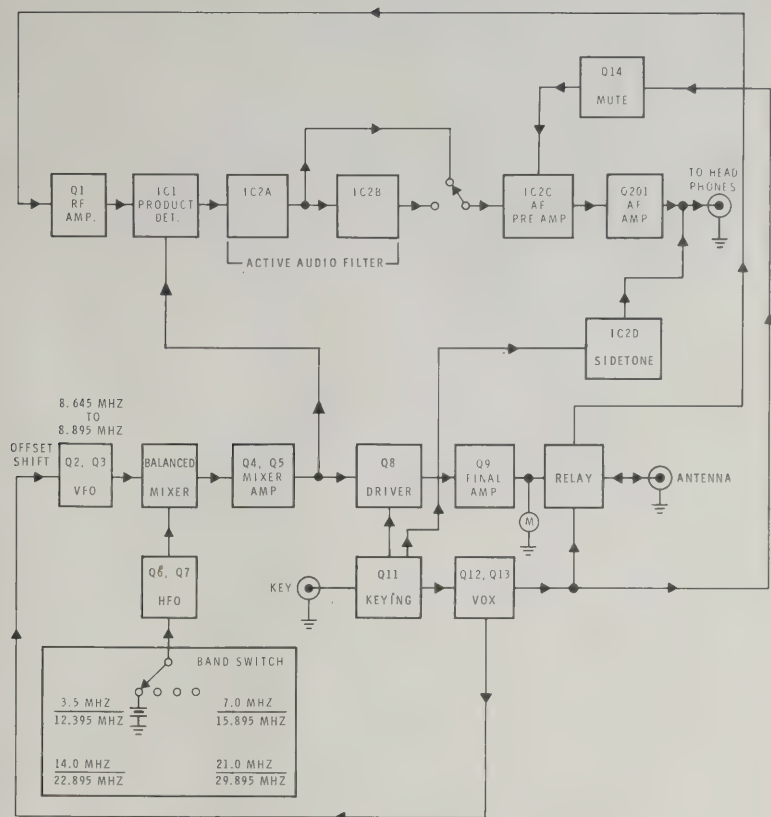 Q14
MUTE
Q1
RF
AMP.
IC1
PRODUCT
DET.
IC2A
IC2B
IC2C
AF
PRE AMP
Q201
AF
AMP
TO HEAD
PHONES
ACTIVE AUDIO FILTER
IC2D
SIDETONE
8.645 MHZ
TO
8.895 MHZ
OFFSET
SHIFT
Q2, Q3
VFO
BALANCED
MIXER
Q4, Q5
MIXER
AMP
Q8
DRIVER
Q9
FINAL
AMP
RELAY
ANTENNA
M
Q6, Q7
HFO
KEY
Q11
KEYING
Q12, Q13
VOX
BAND SWITCH
3.5 MHZ
12.395 MHZ
7.0 MHZ
15.895 MHZ
14.0 MHZ
22.895 MHZ
21.0 MHZ
29.895 MHZ